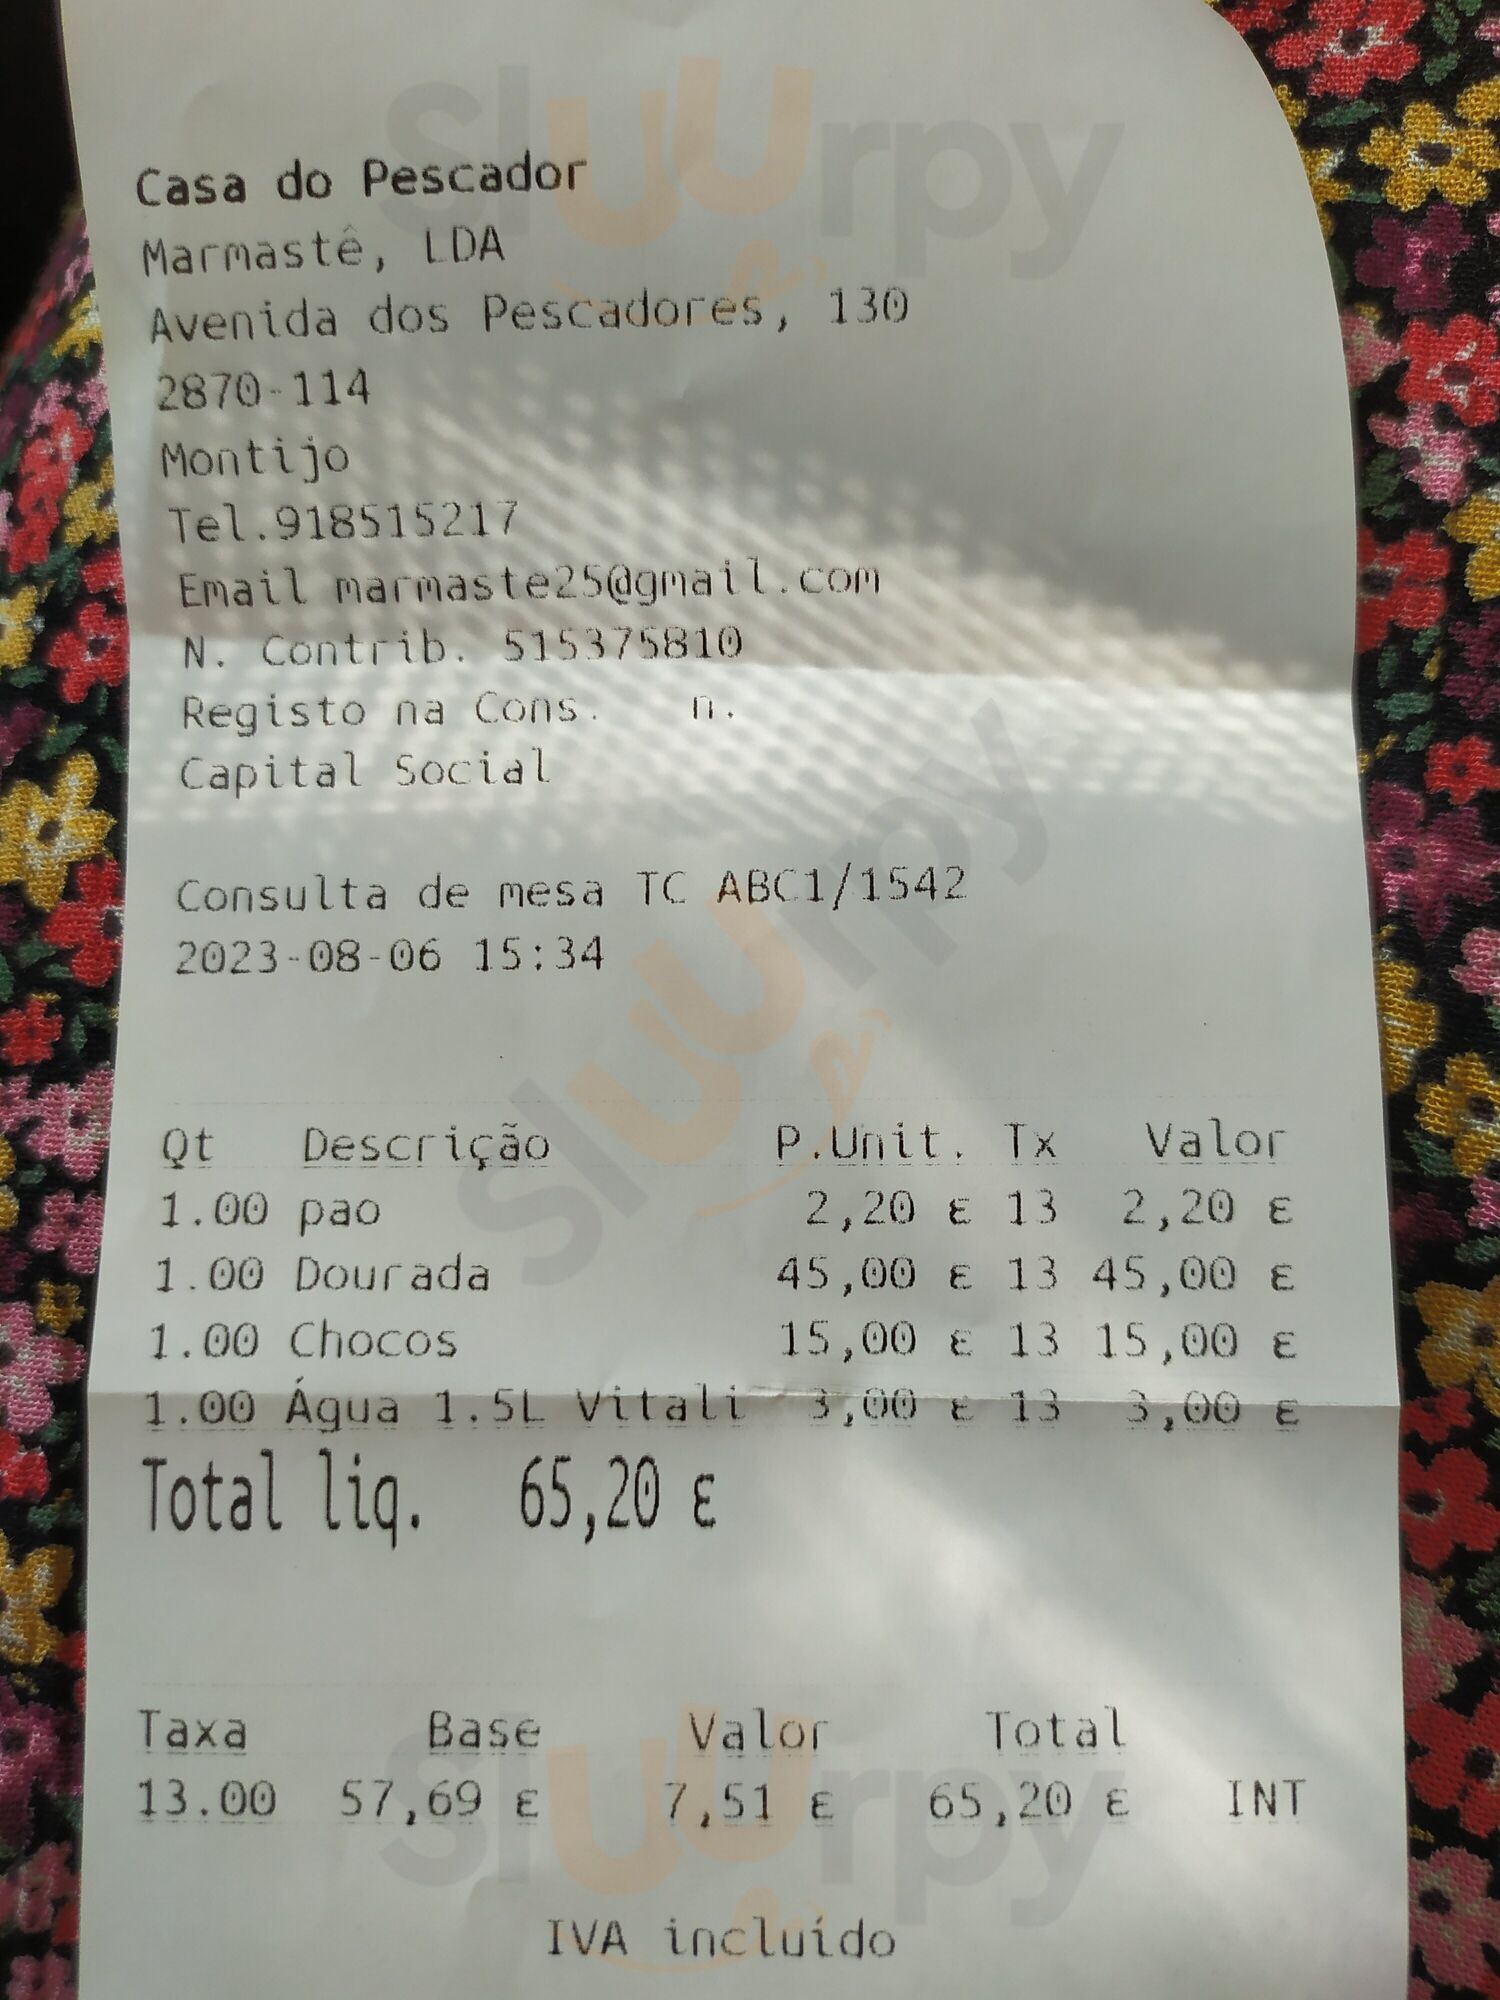 Casa do Pescador
Marmastê, LDA
Avenida dos Pescadores, 130
2870-114
Montijo
Tel.918515217
Email marmaste25@gmail.com
N. Contrib. 515375810
Registo na Cons. n.
Capital Social
Consulta de mesa TC ABC1/1542
2023-08-06 15:34
Qt Descrição P.Unit. Tx Valor
1.00 pao 2,20 € 13 2,20 €
1.00 Dourada 45,00 € 13 45,00 €
1.00 Chocos 15,00 € 13 15,00 €
1.00 Água 1.5L Vitali 3,00 € 13 3,00 €
Total liq. 65,20 €
Taxa Base Valor Total
13.00 57,69 € 7,51 € 65,20 € INT
IVA incluído
sluurpy
sluurpy
sluurpy